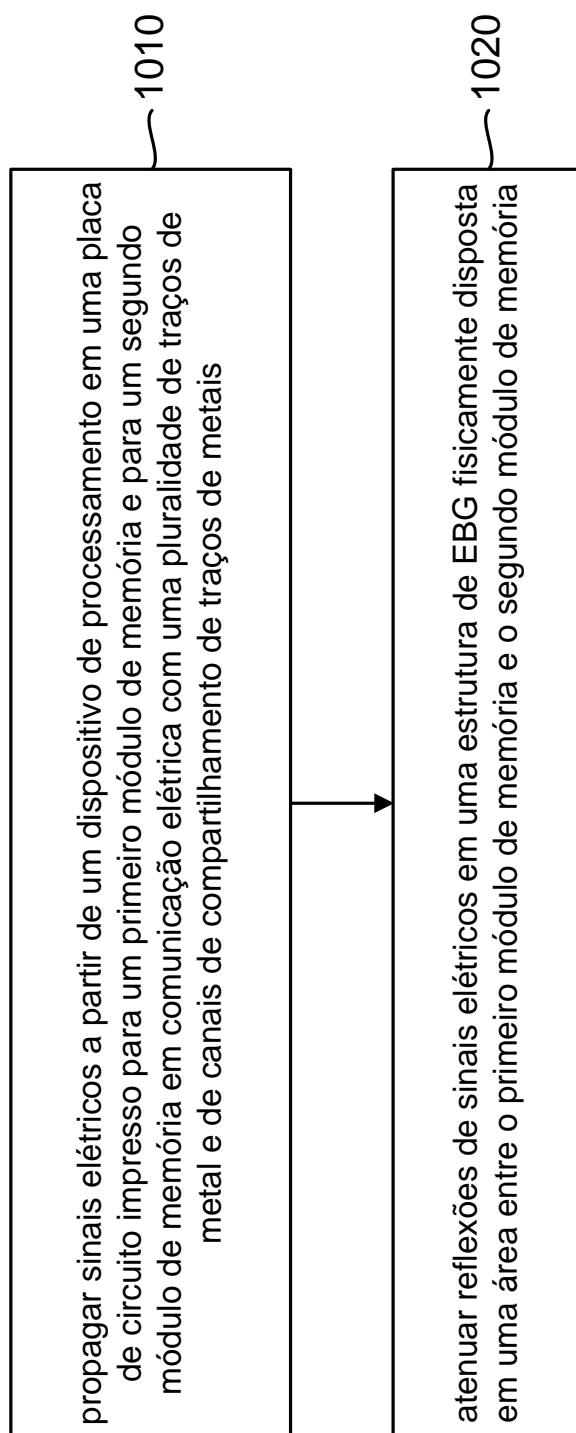 propagar sinais elétricos a partir de um dispositivo de processamento em uma placa
de circuito impresso para um primeiro módulo de memória e para um segundo
módulo de memória em comunicação elétrica com uma pluralidade de traços de
metal e de canais de compartilhamento de traços de metais
1010
atenuar reflexões de sinais elétricos em uma estrutura de EBG fisicamente disposta
em uma área entre o primeiro módulo de memória e o segundo módulo de memória
1020